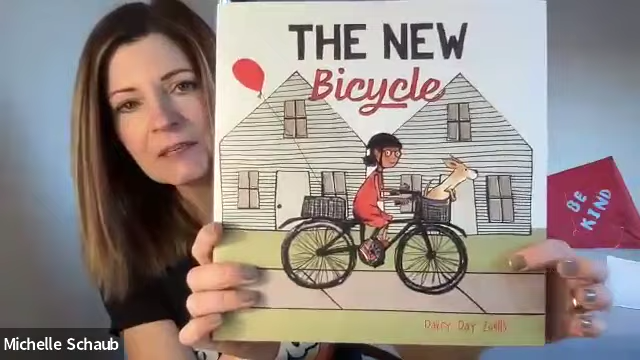 THE NEW
Bicycle
BE
KIND
Darcy Day Zoells
Michelle Schaub